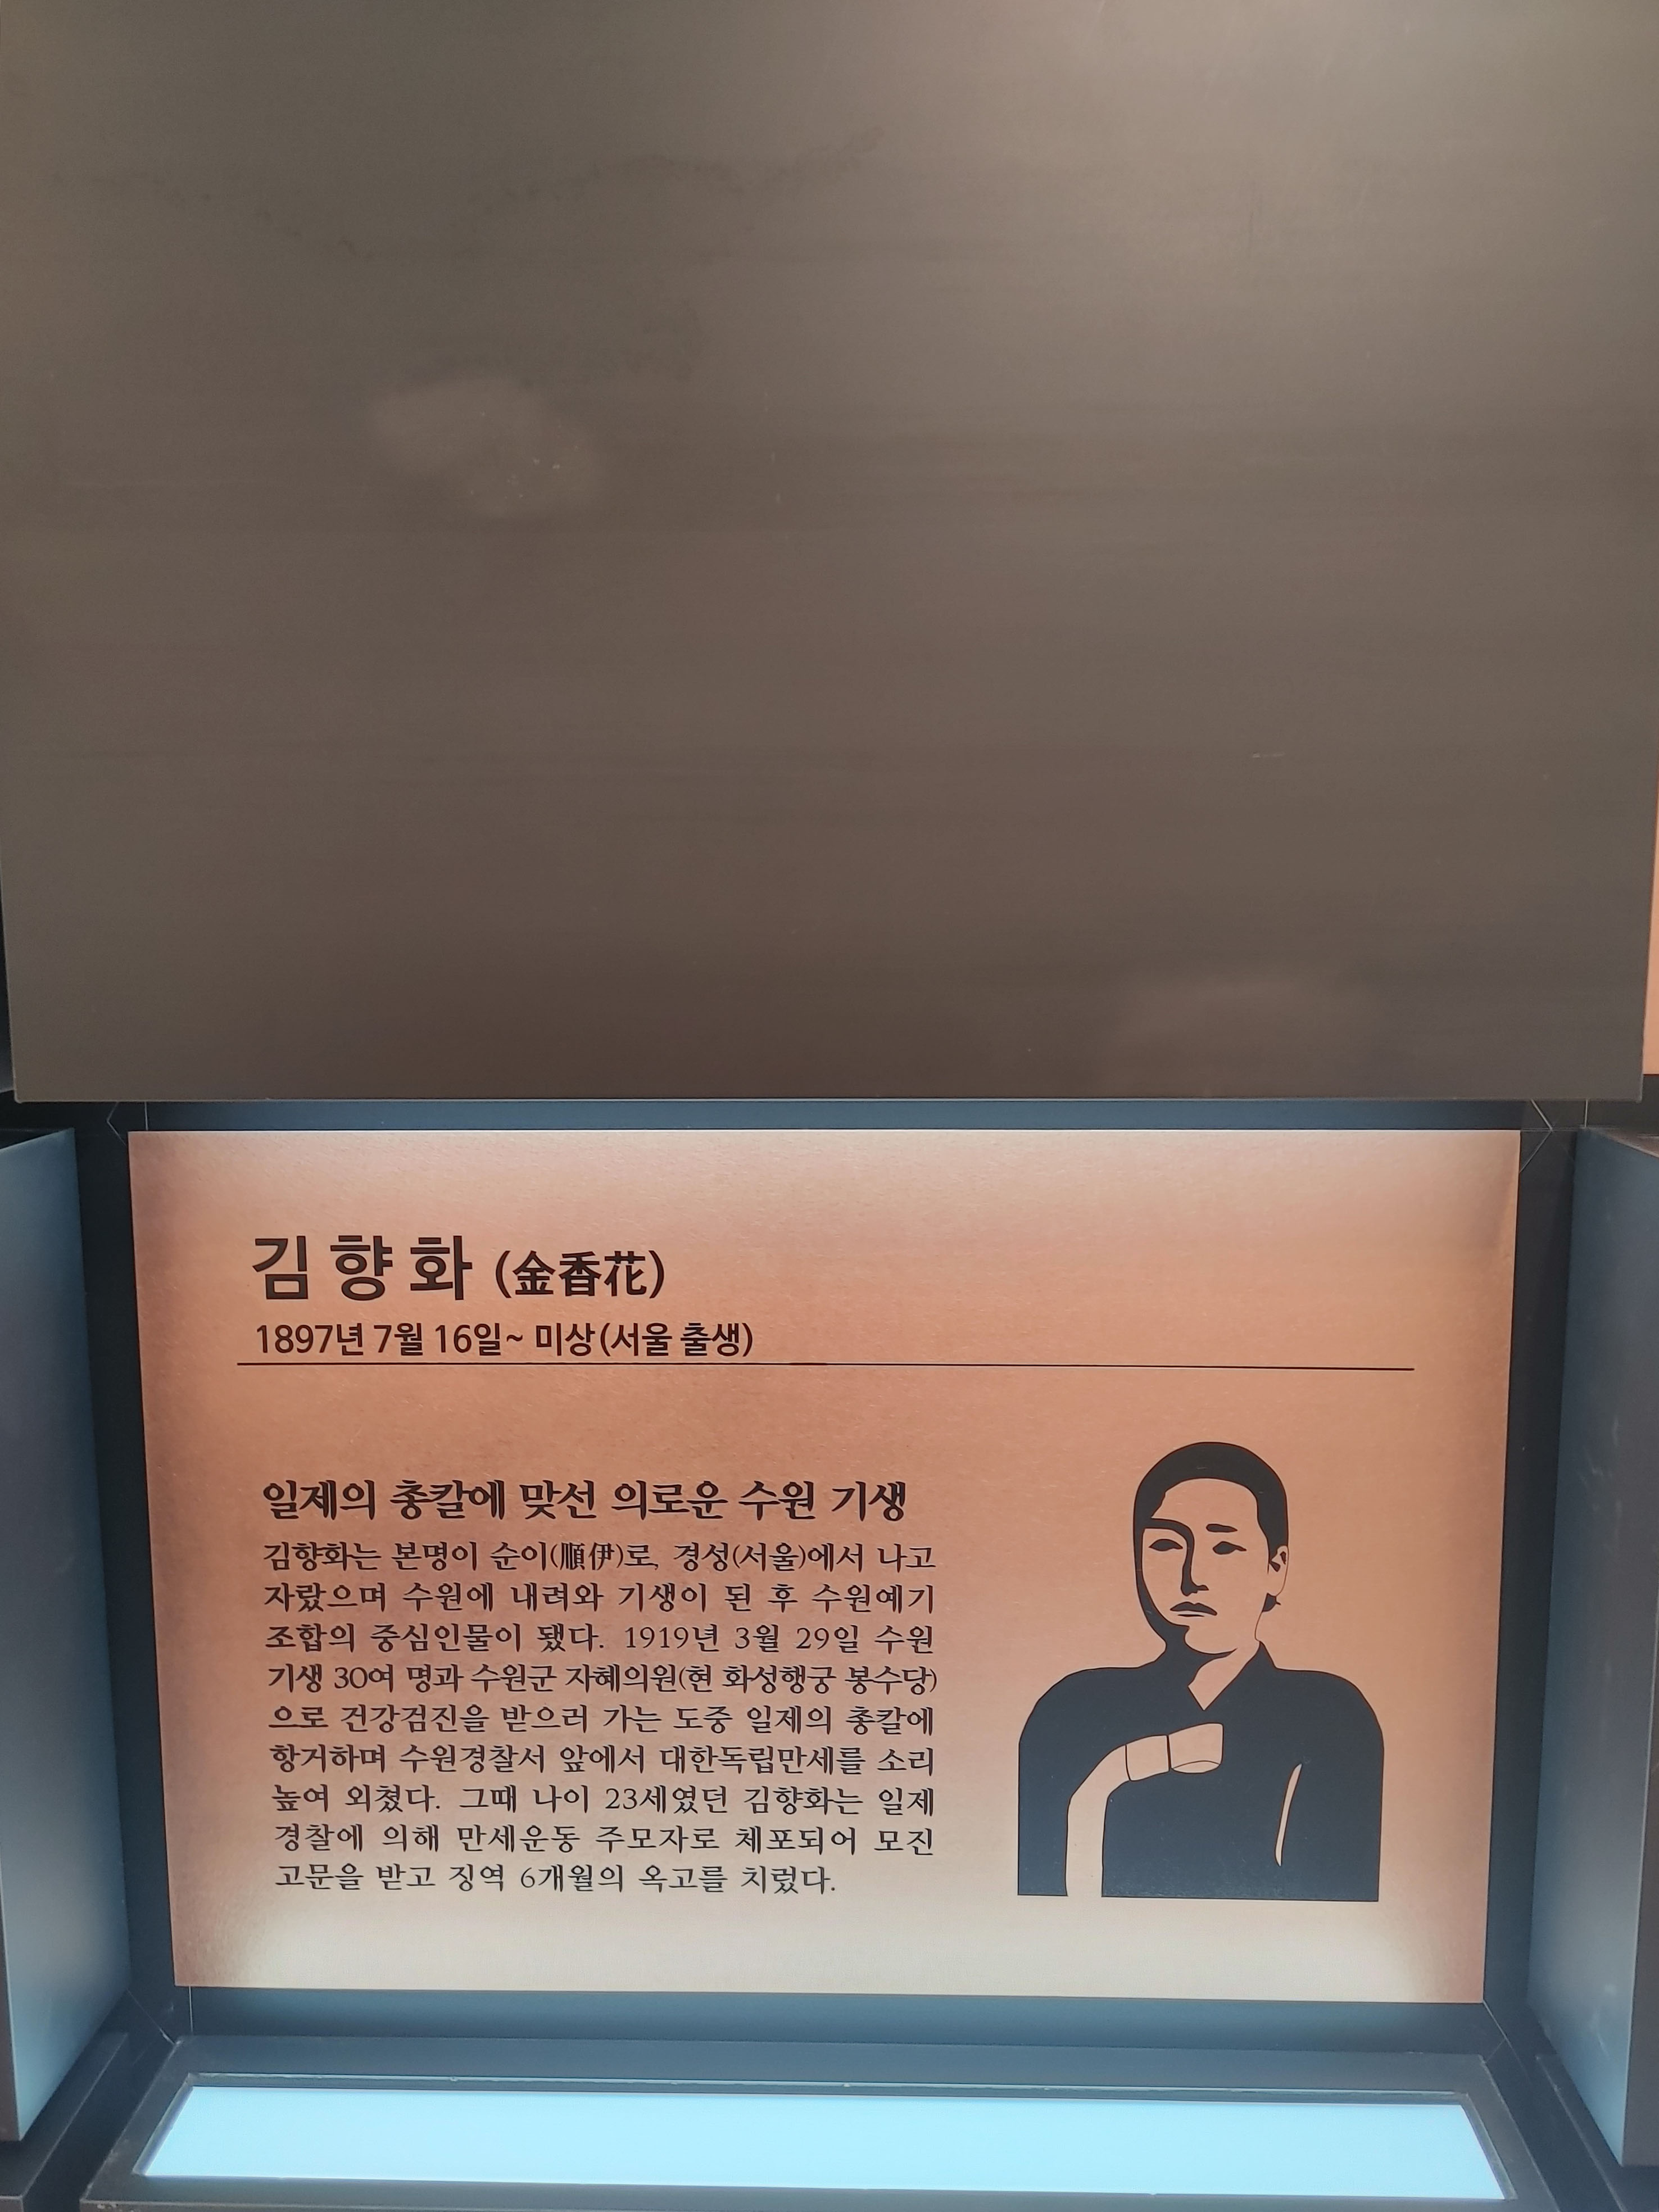 김향화 (金香花)
1897년 7월 16일~ 미상(서울 출생)
일제의 총칼에 맞선 의로운 수원 기생
김향화는 본명이 순이(順伊)로, 경성(서울)에서 나고
자랐으며 수원에 내려와 기생이 된 후 수원예기
조합의 중심인물이 됐다. 1919년 3월 29일 수원
기생 30여 명과 수원군 자혜의원(현 화성행궁 봉수당)
으로 건강검진을 받으러 가는 도중 일제의 총칼에
항거하며 수원경찰서 앞에서 대한독립만세를 소리
높여 외쳤다. 그때 나이 23세였던 김향화는 일제
경찰에 의해 만세운동 주모자로 체포되어 모진
고문을 받고 징역 6개월의 옥고를 치렀다.